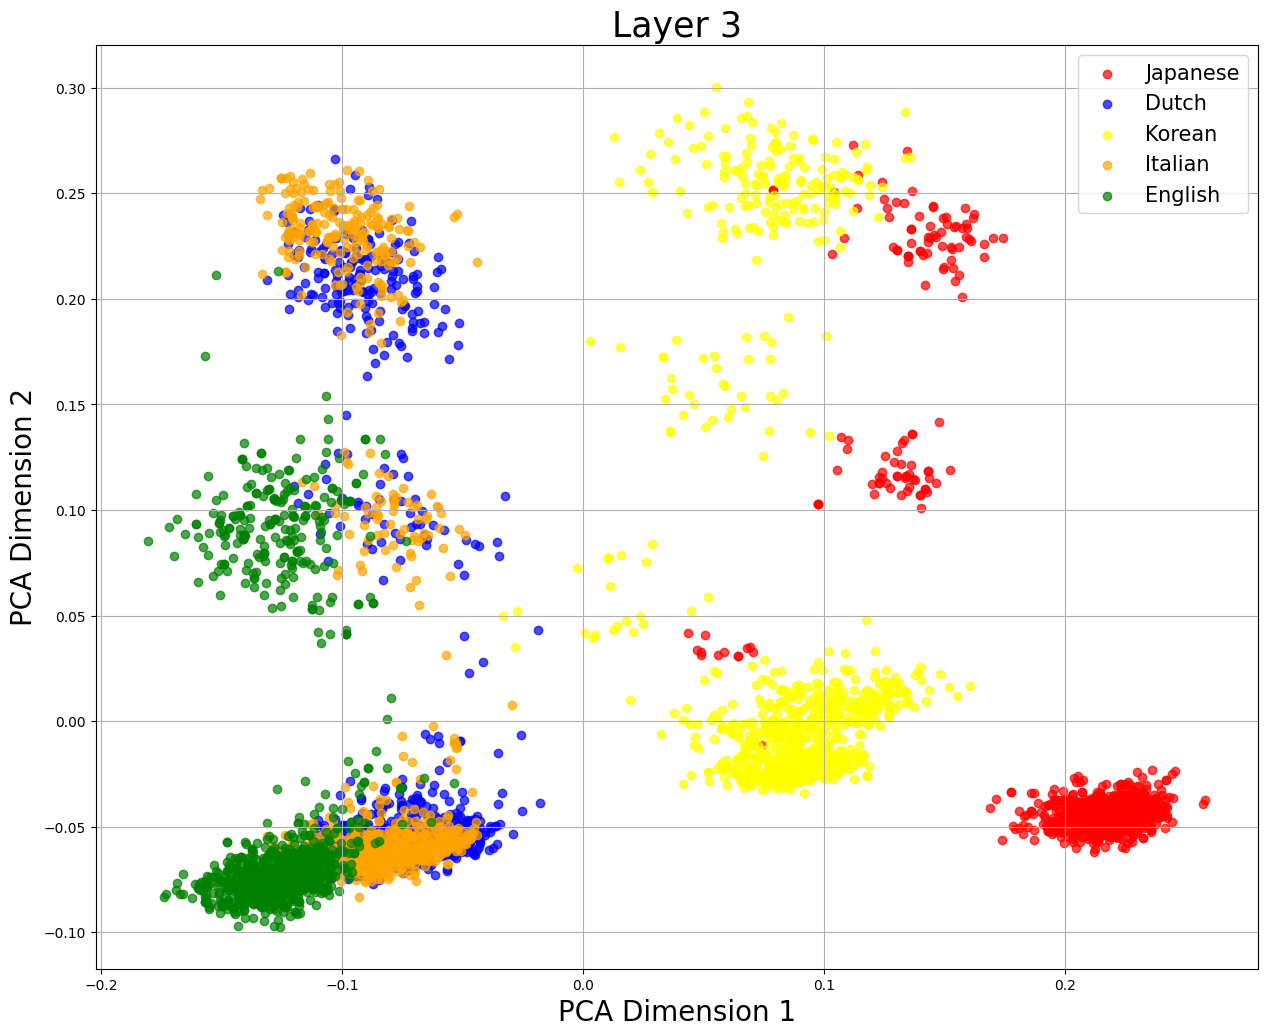 Layer 3
Japanese
Dutch
Korean
Italian
English
0.30
0.25
0.20
0.15
0.10
0.05
0.00
−0.05
−0.10
PCA Dimension 2
−0.2
−0.1
0.0
0.1
0.2
PCA Dimension 1